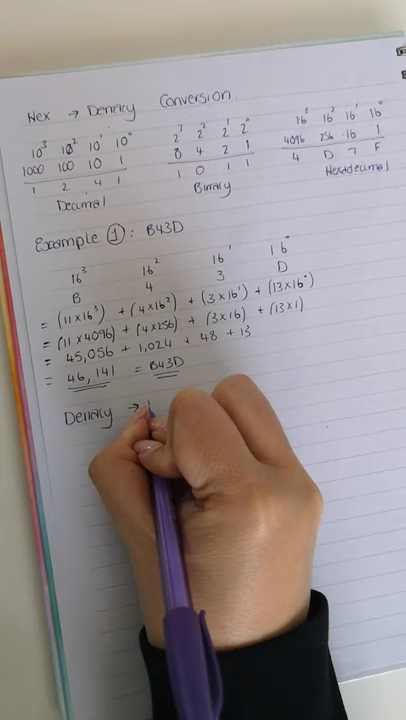 Hex → Denary Conversion.
10³ 10² 10¹ 10⁰
1000 100 10 1
1 2 4 1
Decimal
2³ 2² 2¹ 2⁰
8 4 2 1
1 0 1 1
Binary
16³ 16² 16¹ 16⁰
4096 256 16 1
4 D 7 F
Hexadecimal
Example ①: B43D
16³ 16² 16¹ 16⁰
B 4 3 D
= (11×16³) + (4×16²) + (3×16¹) + (13×16⁰)
= (11×4096) + (4×256) + (3×16) + (13×1)
= 45,056 + 1,024 + 48 + 13
= 46,141 = B43D
Denary →